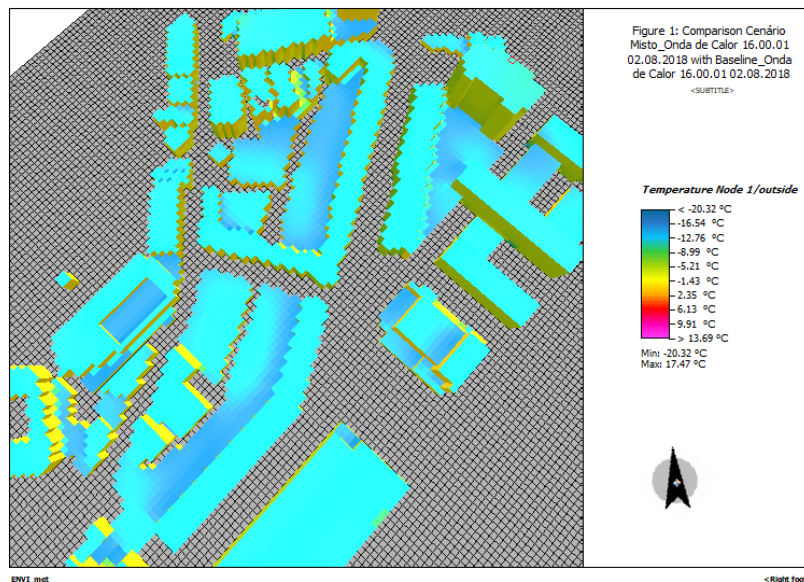 Figure 1: Comparison Cenário
Misto_Onda de Calor 16.00.01
02.08.2018 with Baseline_Onda
de Calor 16.00.01 02.08.2018
<SUBTITLE>
Temperature Node 1/outside
< -20.32 °C
-16.54 °C
-12.76 °C
-8.99 °C
-5.21 °C
-1.43 °C
2.35 °C
6.13 °C
9.91 °C
> 13.69 °C
Min: -20.32 °C
Max: 17.47 °C
ENVI_met
<Right foo